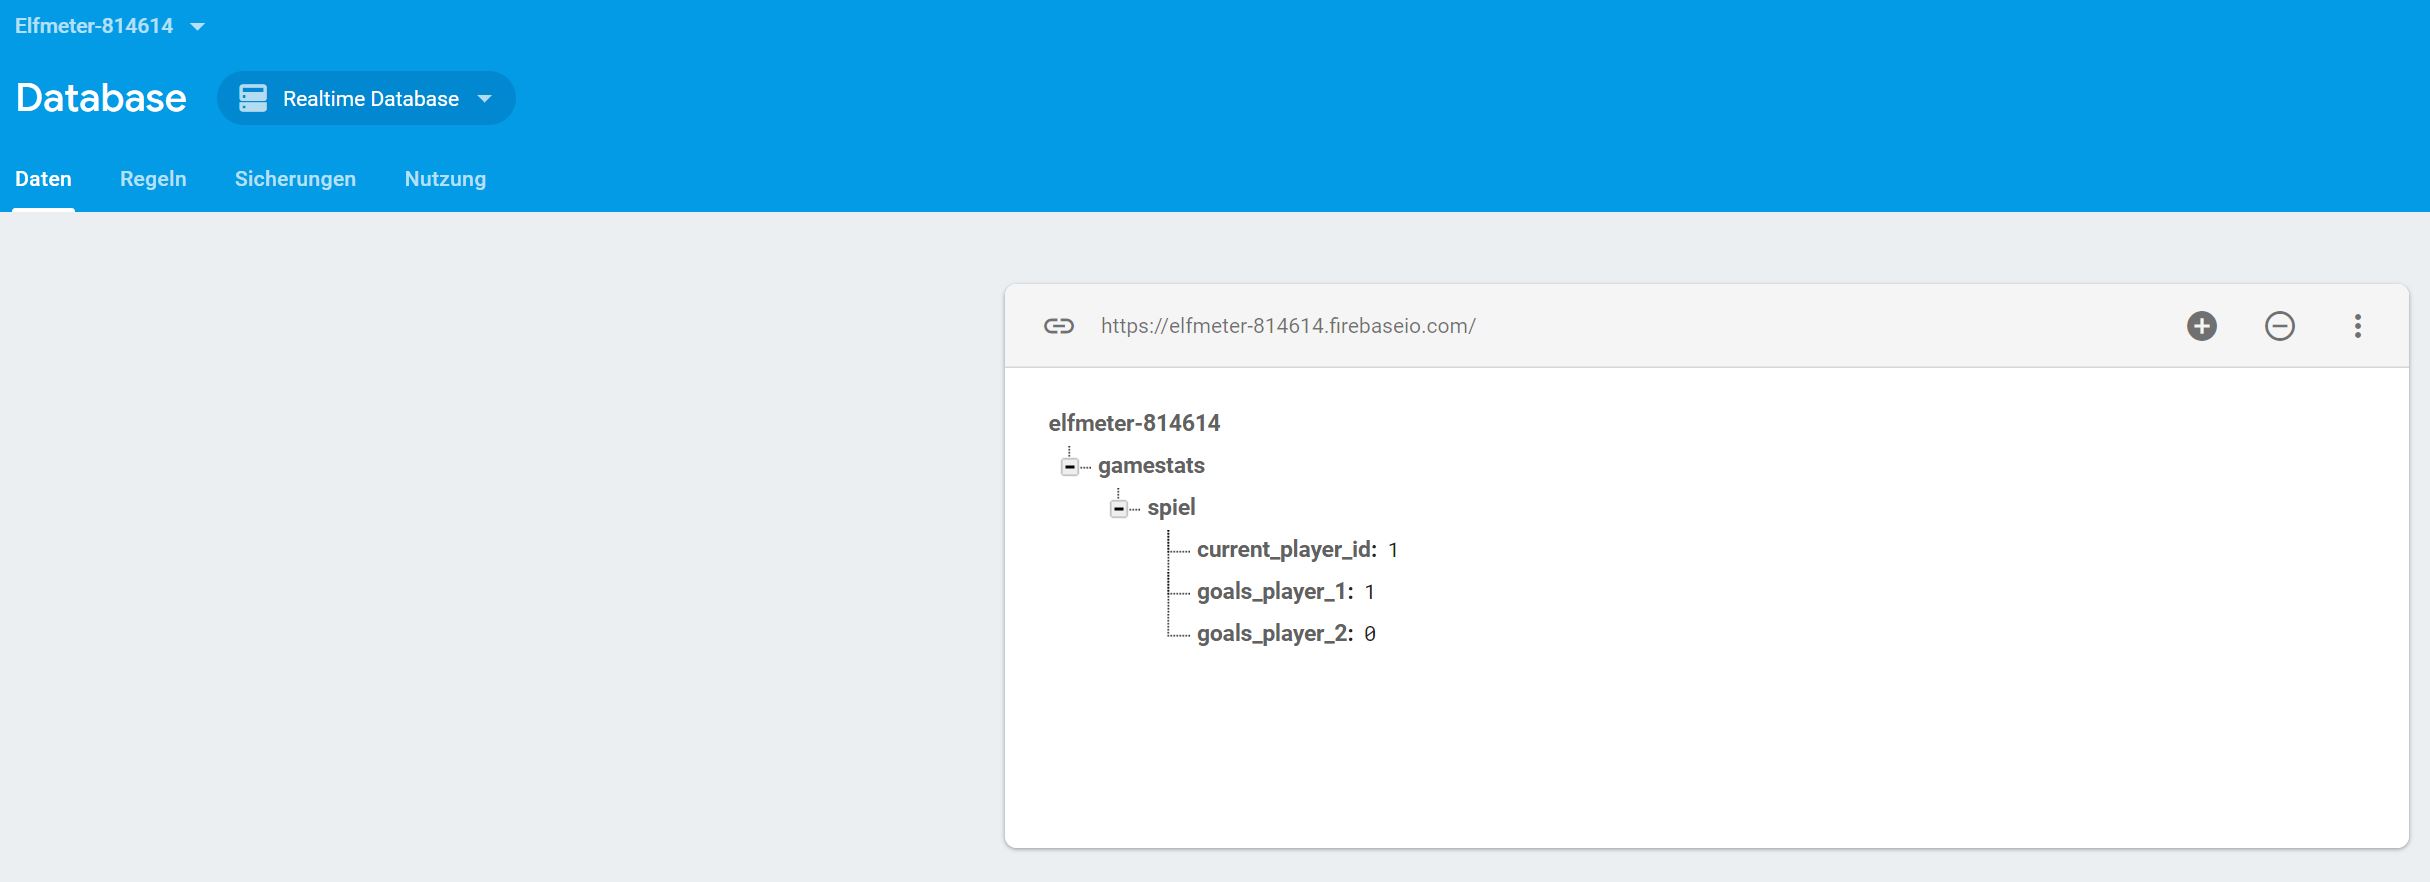 Elfmeter-814614
Database Realtime Database
Daten Regeln Sicherungen Nutzung
https://elfmeter-814614.firebaseio.com/
elfmeter-814614
gamestats
spiel
current_player_id: 1
goals_player_1: 1
goals_player_2: 0